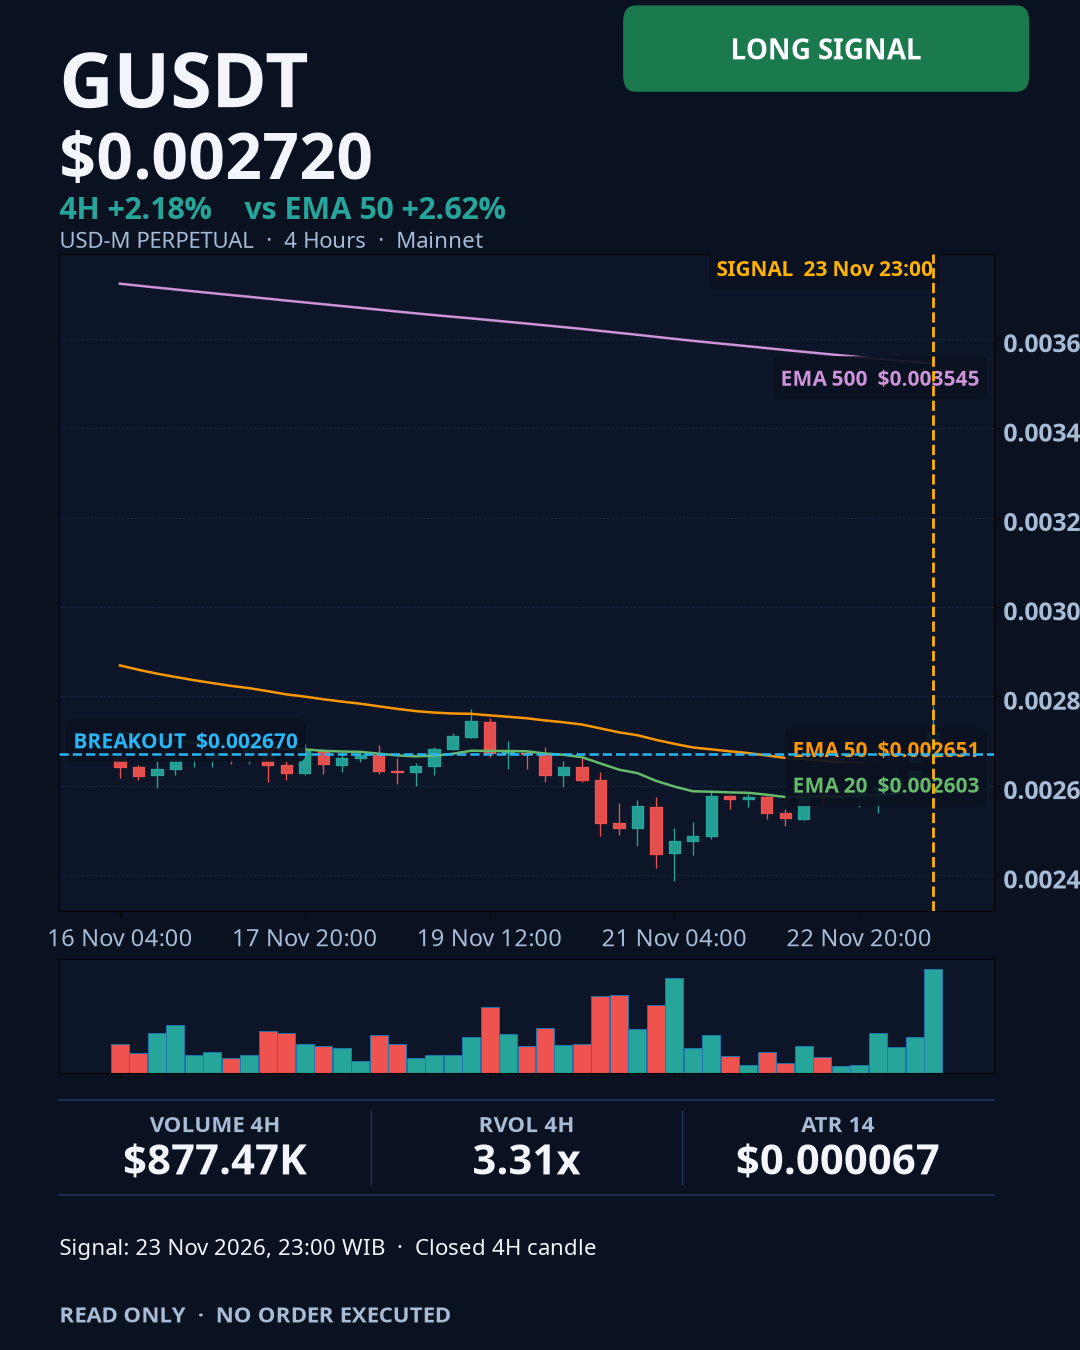 LONG SIGNAL
GUSDT
$0.002720
4H +2.18% vs EMA 50 +2.62%
USD-M PERPETUAL · 4 Hours · Mainnet
SIGNAL 23 Nov 23:00
0.0036
EMA 500 $0.003545
0.0034
0.0032
0.0030
0.0028
BREAKOUT $0.002670
EMA 50 $0.002651
EMA 20 $0.002603
0.0026
0.0024
16 Nov 04:00 17 Nov 20:00 19 Nov 12:00 21 Nov 04:00 22 Nov 20:00
VOLUME 4H RVOL 4H ATR 14
$877.47K 3.31x $0.000067
Signal: 23 Nov 2026, 23:00 WIB · Closed 4H candle
READ ONLY · NO ORDER EXECUTED